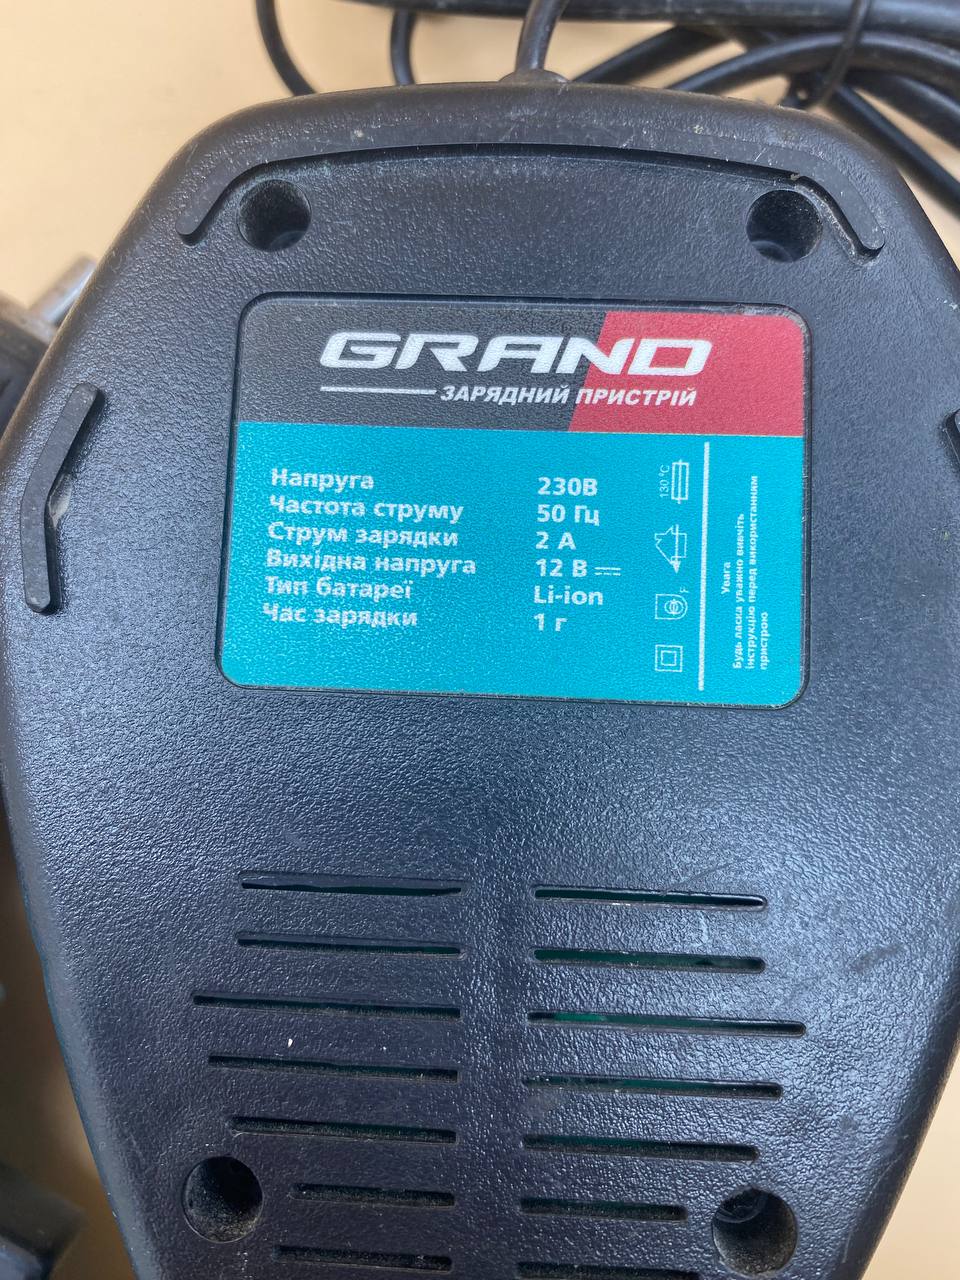 GRAND
ЗАРЯДНИЙ ПРИСТРІЙ
Напруга 230В
Частота струму 50 Гц
Струм зарядки 2 А
Вихідна напруга 12 В
Тип батареї Li-ion
Час зарядки 1 г
130 °C
F
Увага
Будь ласка уважно вивчіть
інструкцію перед використанням
пристрою